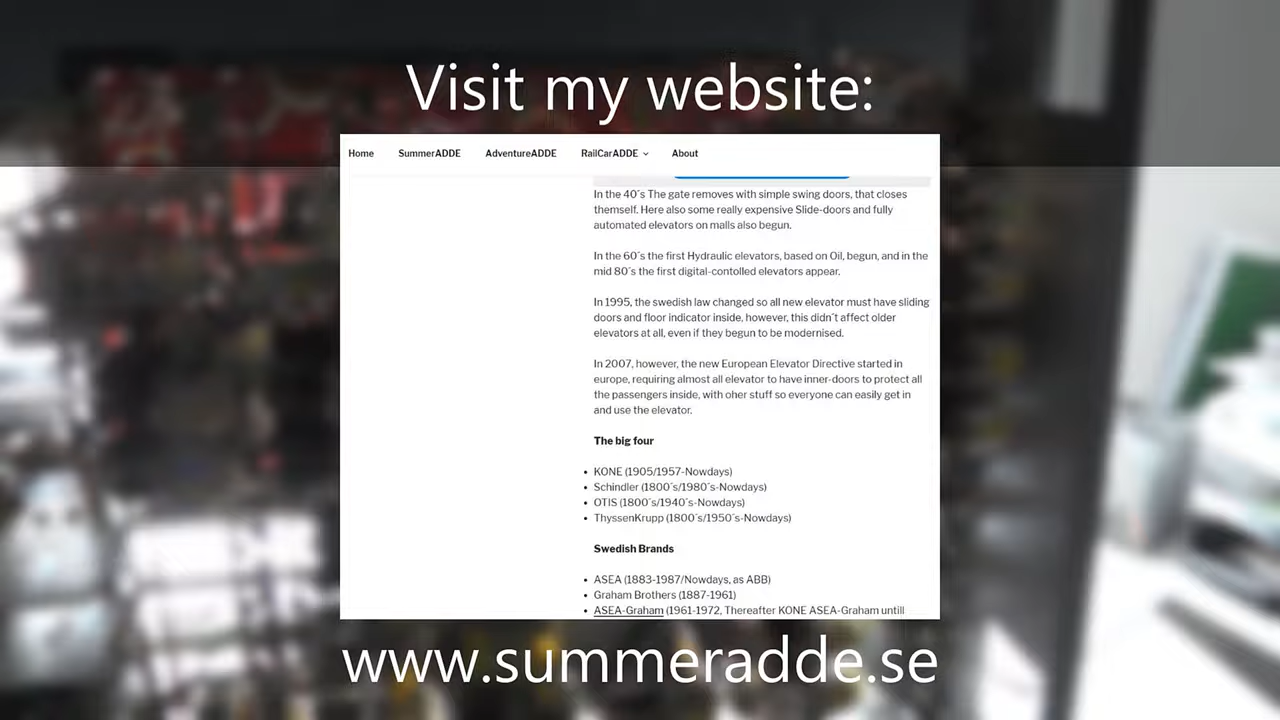 Visit my website:
Home SummerADDE AdventureADDE RailCarADDE About
In the 40´s The gate removes with simple swing doors, that closes
themself. Here also some really expensive Slide-doors and fully
automated elevators on malls also begun.
In the 60´s the first Hydraulic elevators, based on Oil, begun, and in the
mid 80´s the first digital-contolled elevators appear.
In 1995, the swedish law changed so all new elevator must have sliding
doors and floor indicator inside, however, this didn´t affect older
elevators at all, even if they begun to be modernised.
In 2007, however, the new European Elevator Directive started in
europe, requiring almost all elevator to have inner-doors to protect all
the passengers inside, with oher stuff so everyone can easily get in
and use the elevator.
The big four
• KONE (1905/1957-Nowdays)
• Schindler (1800´s/1980´s-Nowdays)
• OTIS (1800´s/1940´s-Nowdays)
• ThyssenKrupp (1800´s/1950´s-Nowdays)
Swedish Brands
• ASEA (1883-1987/Nowdays, as ABB)
• Graham Brothers (1887-1961)
• ASEA-Graham (1961-1972, Thereafter KONE ASEA-Graham untill
www.summeradde.se